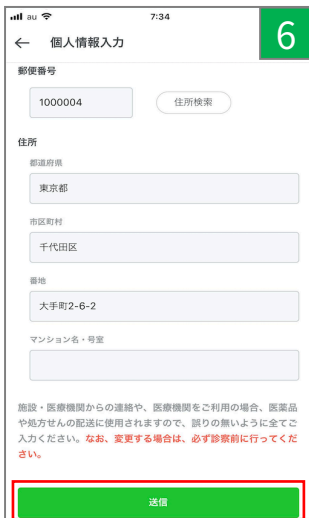 au 7:34
6
← 個人情報入力
郵便番号
1000004 住所検索
住所
都道府県
東京都
市区町村
千代田区
番地
大手町2-6-2
マンション名・号室
施設・医療機関からの連絡や、医療機関をご利用の場合、医薬品
や処方せんの配送に使用されますので、誤りの無いように全てご
入力ください。なお、変更する場合は、必ず診察前に行ってくだ
さい。
送信